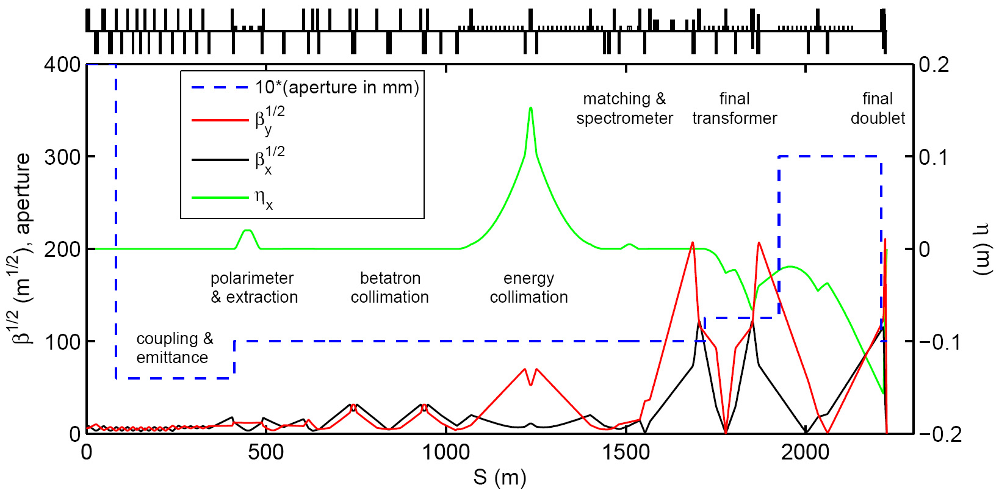 400
300
200
100
0
β^1/2 (m^1/2), aperture
10*(aperture in mm)
β_y^1/2
β_x^1/2
η_x
matching &
spectrometer
final
transformer
final
doublet
polarimeter
& extraction
betatron
collimation
energy
collimation
coupling &
emittance
0.2
0.1
0
−0.1
−0.2
η (m)
0 500 1000 1500 2000
S (m)